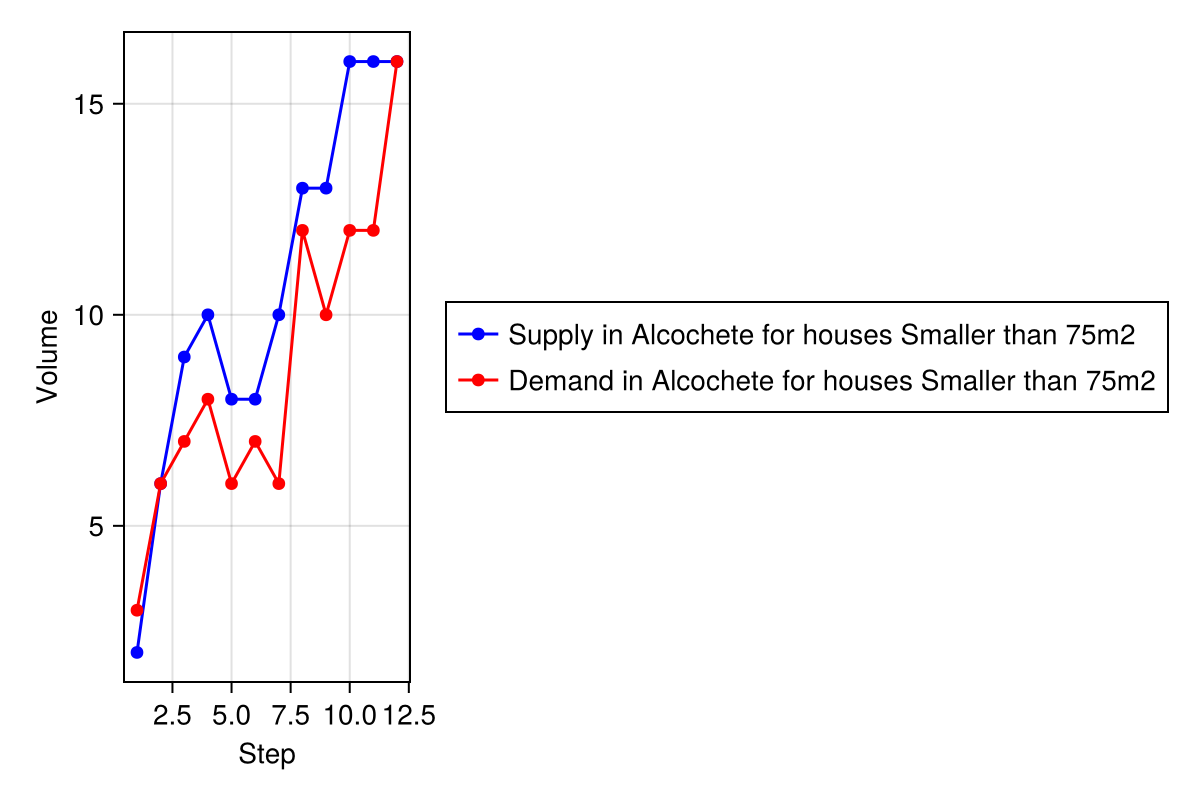 15
10
5
Volume
2.5 5.0 7.5 10.0 12.5
Step
Supply in Alcochete for houses Smaller than 75m2
Demand in Alcochete for houses Smaller than 75m2